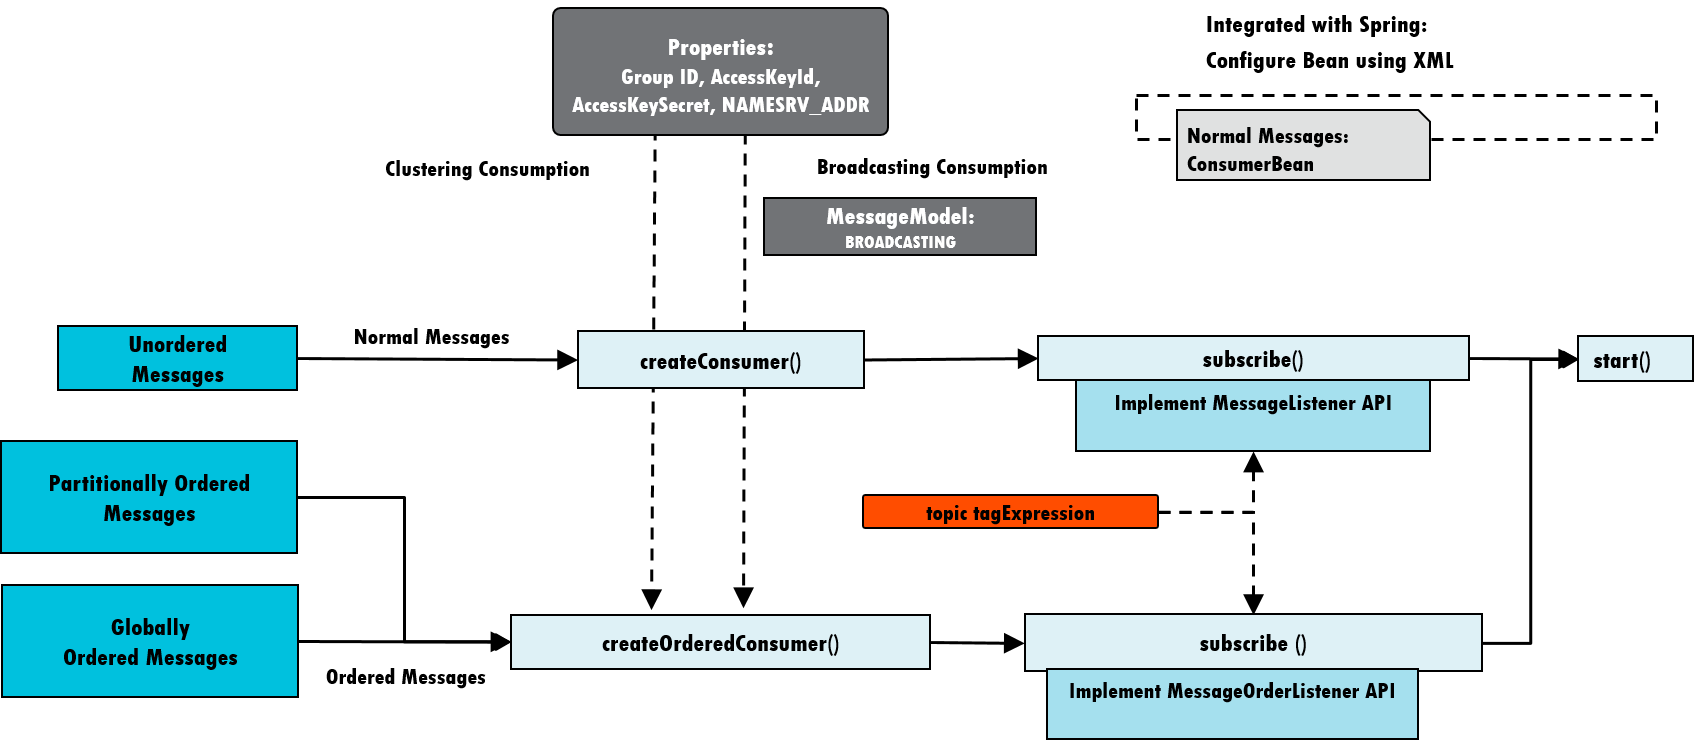 Properties:
Group ID, AccessKeyId,
AccessKeySecret, NAMESRV_ADDR
Integrated with Spring:
Configure Bean using XML
Normal Messages:
ConsumerBean
Clustering Consumption
Broadcasting Consumption
MessageModel:
BROADCASTING
Unordered
Messages
Normal Messages
createConsumer()
subscribe()
start()
Implement MessageListener API
Partitionally Ordered
Messages
topic tagExpression
Globally
Ordered Messages
Ordered Messages
createOrderedConsumer()
subscribe ()
Implement MessageOrderListener API